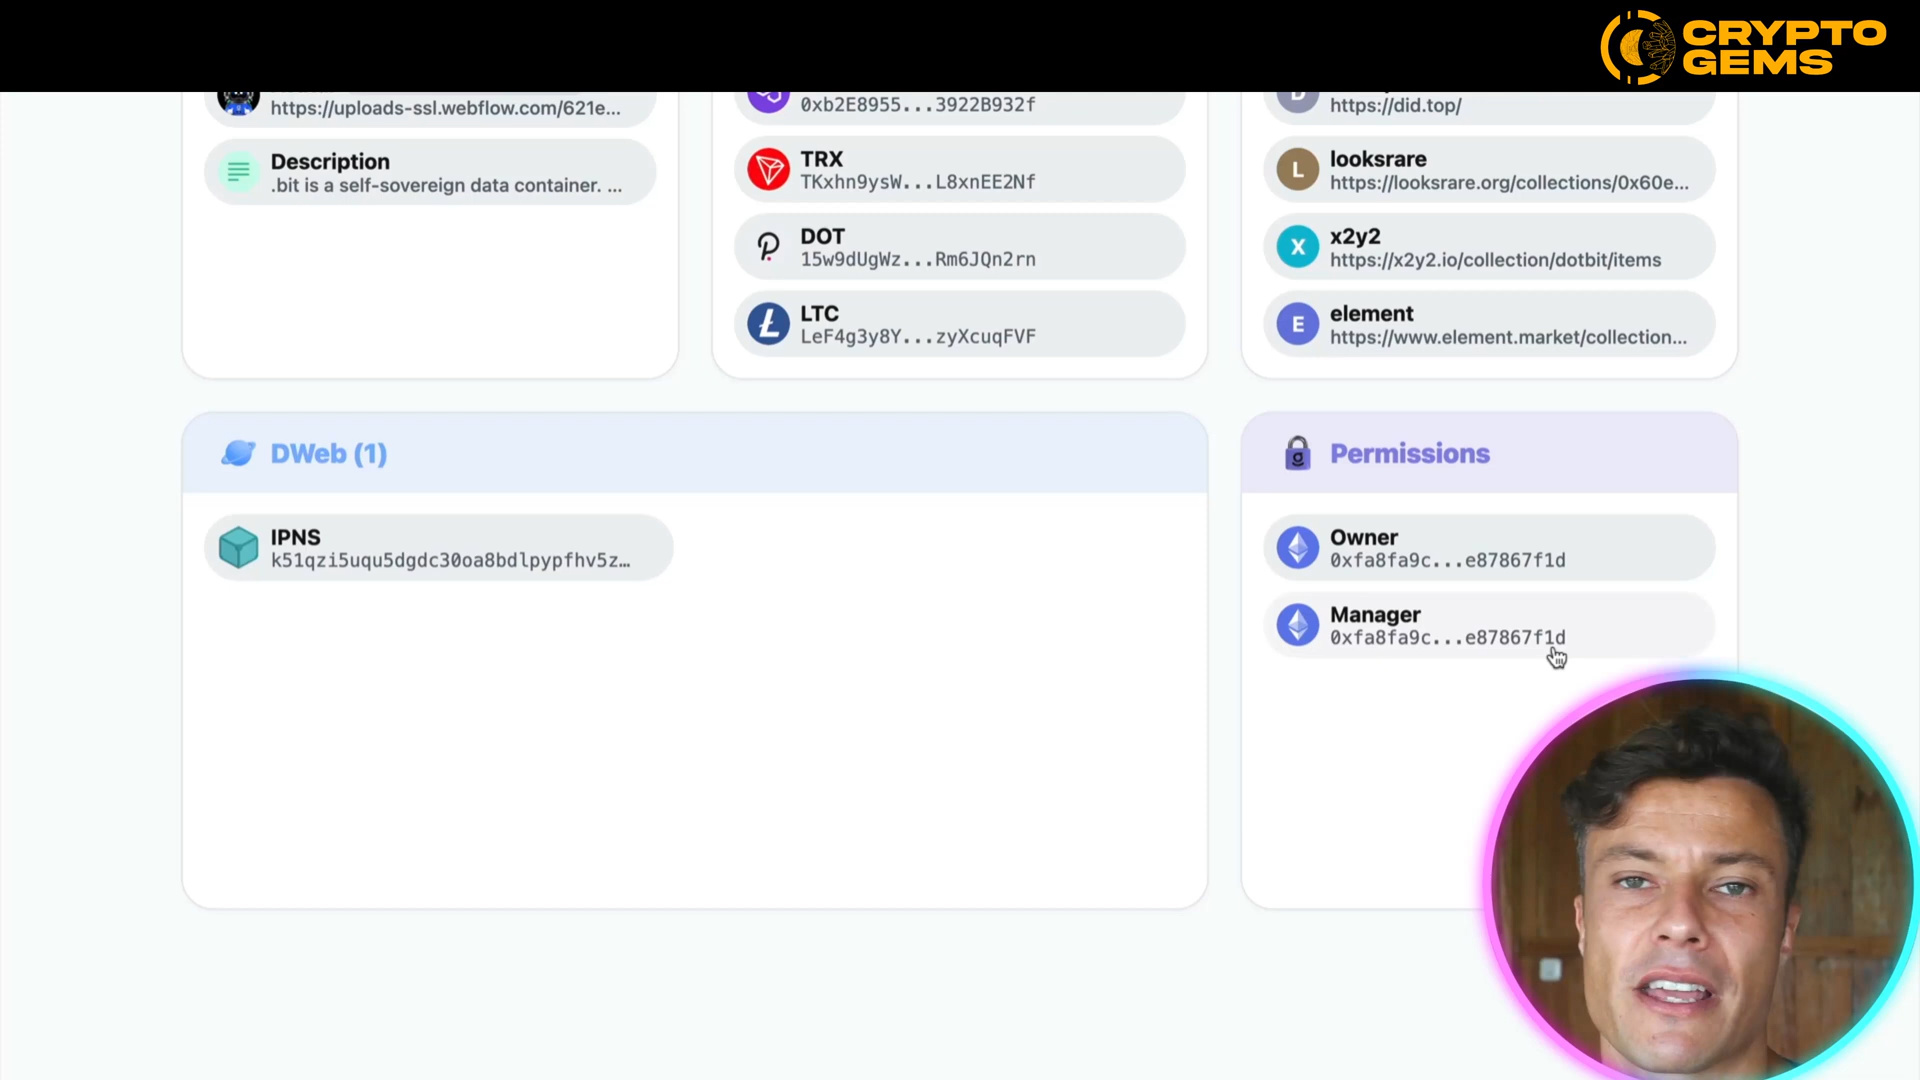 CRYPTO
GEMS
https://uploads-ssl.webflow.com/621e...
Description
.bit is a self-sovereign data container. ...
0xb2E8955...3922B932f
TRX
TKxhn9ysW...L8xnEE2Nf
DOT
15w9dUgWz...Rm6JQn2rn
LTC
LeF4g3y8Y...zyXcuqFVF
https://did.top/
L
looksrare
https://looksrare.org/collections/0x60e...
X
x2y2
https://x2y2.io/collection/dotbit/items
E
element
https://www.element.market/collection...
DWeb (1)
IPNS
k51qzi5uqu5dgdc30oa8bdlpypfhv5z...
Permissions
Owner
0xfa8fa9c...e87867f1d
Manager
0xfa8fa9c...e87867f1d